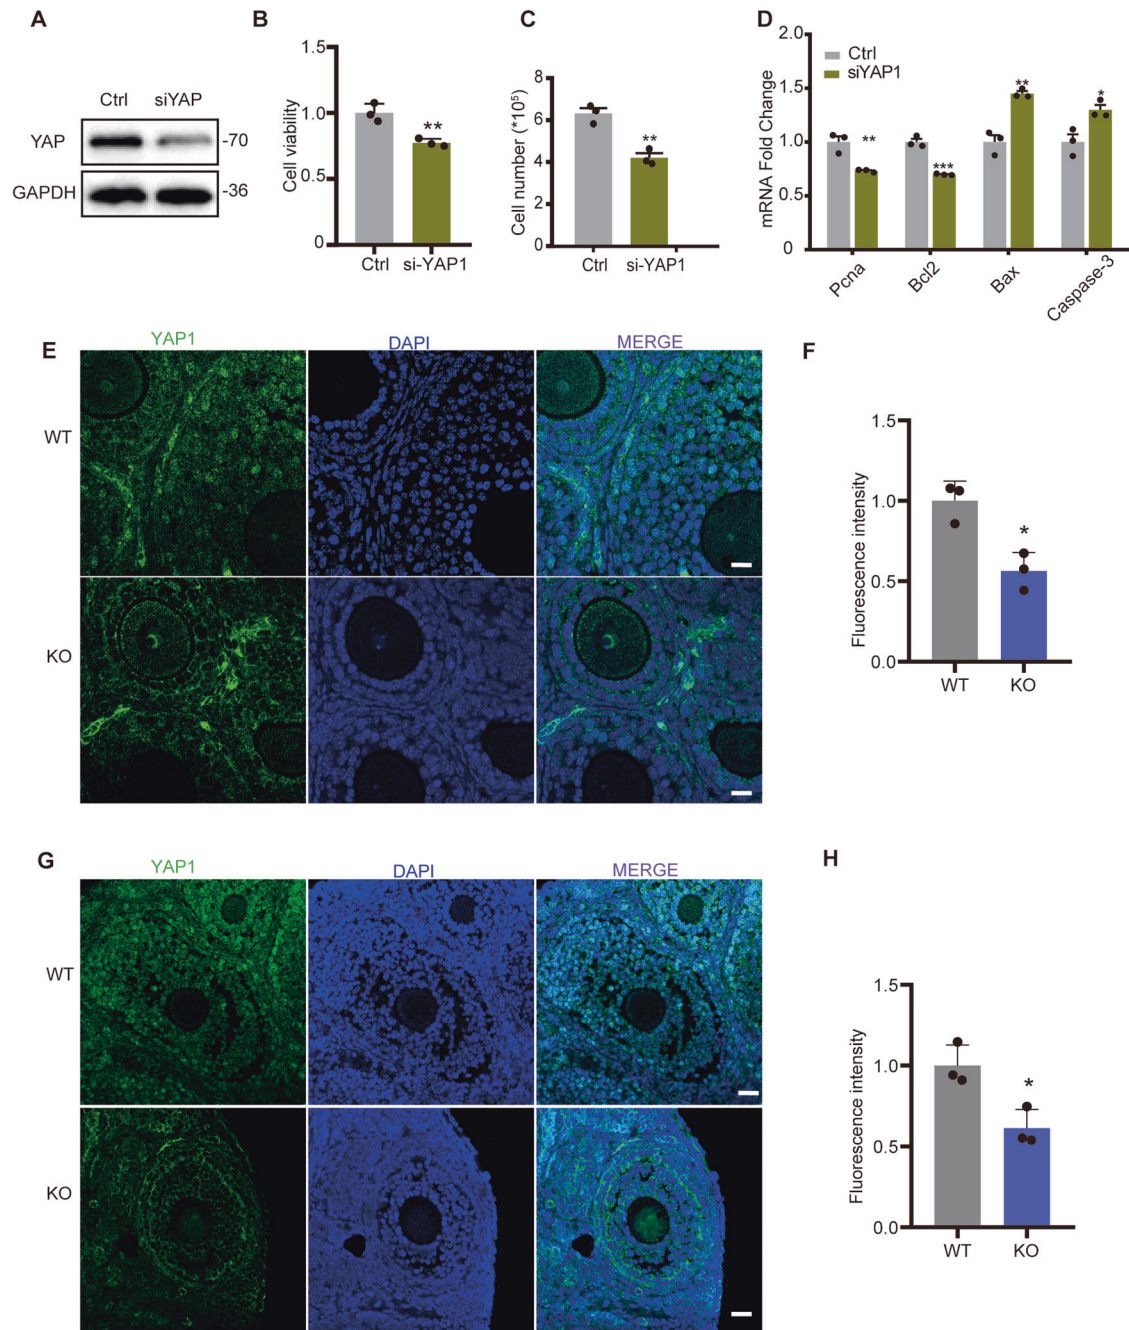 A
Ctrl siYAP
YAP -70
GAPDH -36
B
Cell viability
1.5
1.0
0.5
0
**
Ctrl si-YAP1
C
Cell number (*10⁵)
8
6
4
2
0
**
Ctrl si-YAP1
D
mRNA Fold Change
2.0
1.5
1.0
0.5
0
Ctrl
siYAP1
** *** ** *
Pcna Bcl2 Bax Caspase-3
E
YAP1 DAPI MERGE
WT
KO
F
Fluorescence intensity
1.5
1.0
0.5
0.0
*
WT KO
G
YAP1 DAPI MERGE
WT
KO
H
Fluorescence intensity
1.5
1.0
0.5
0.0
*
WT KO